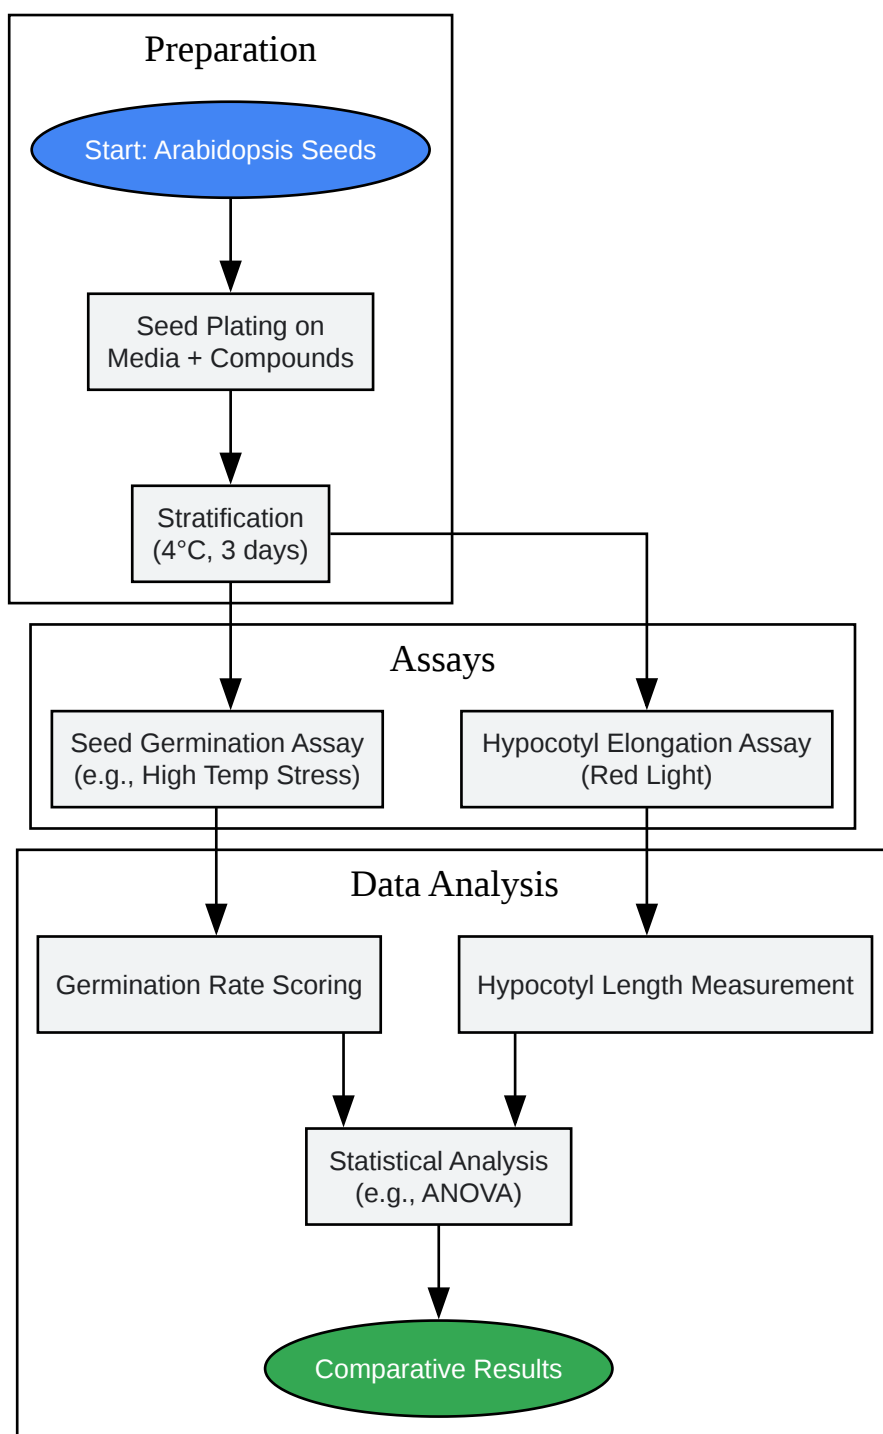 Preparation
Start: Arabidopsis Seeds
Seed Plating on
Media + Compounds
Stratification
(4°C, 3 days)
Assays
Seed Germination Assay
(e.g., High Temp Stress)
Hypocotyl Elongation Assay
(Red Light)
Data Analysis
Germination Rate Scoring
Hypocotyl Length Measurement
Statistical Analysis
(e.g., ANOVA)
Comparative Results